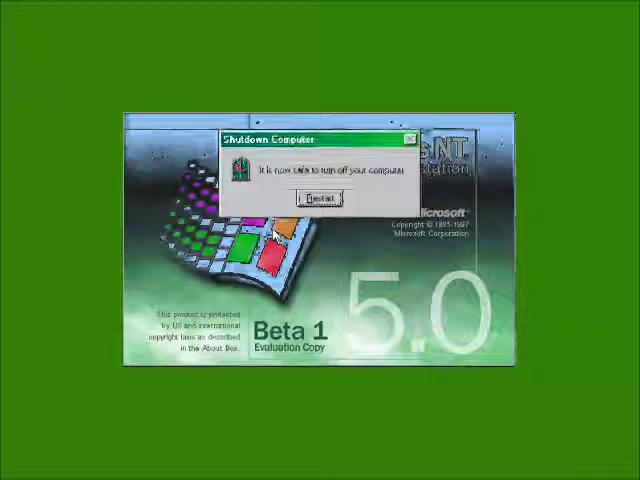 Shutdown Computer
It is now safe to turn off your computer
Restart
s NT
station
Microsoft
Copyright © 1985-1997
Microsoft Corporation
5.0
This product is protected
by US and international
copyright laws as described
in the About Box.
Beta 1
Evaluation Copy